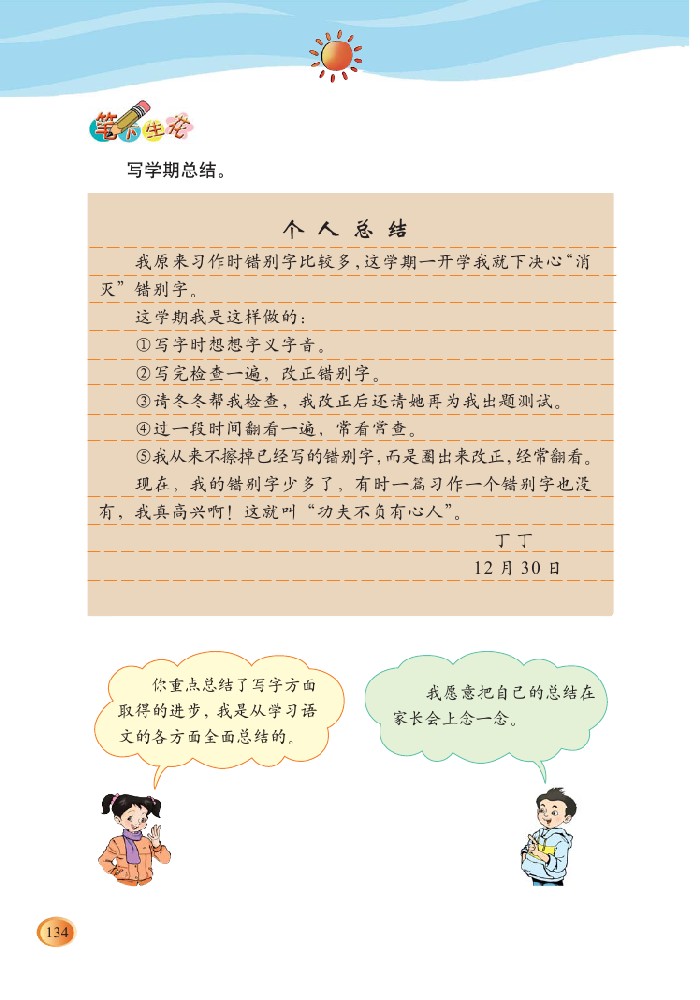 笔下生花
写学期总结。
个人总结
我原来习作时错别字比较多，这学期一开学我就下决心“消
灭”错别字。
这学期我是这样做的：
①写字时想想字义字音。
②写完检查一遍，改正错别字。
③请冬冬帮我检查，我改正后还请她再为我出题测试。
④过一段时间翻看一遍，常看常查。
⑤我从来不擦掉已经写的错别字，而是圈出来改正，经常翻看。
现在，我的错别字少多了，有时一篇习作一个错别字也没
有，我真高兴啊！这就叫“功夫不负有心人”。
丁丁
12月30日
你重点总结了写字方面
取得的进步，我是从学习语
文的各方面全面总结的。
我愿意把自己的总结在
家长会上念一念。
134